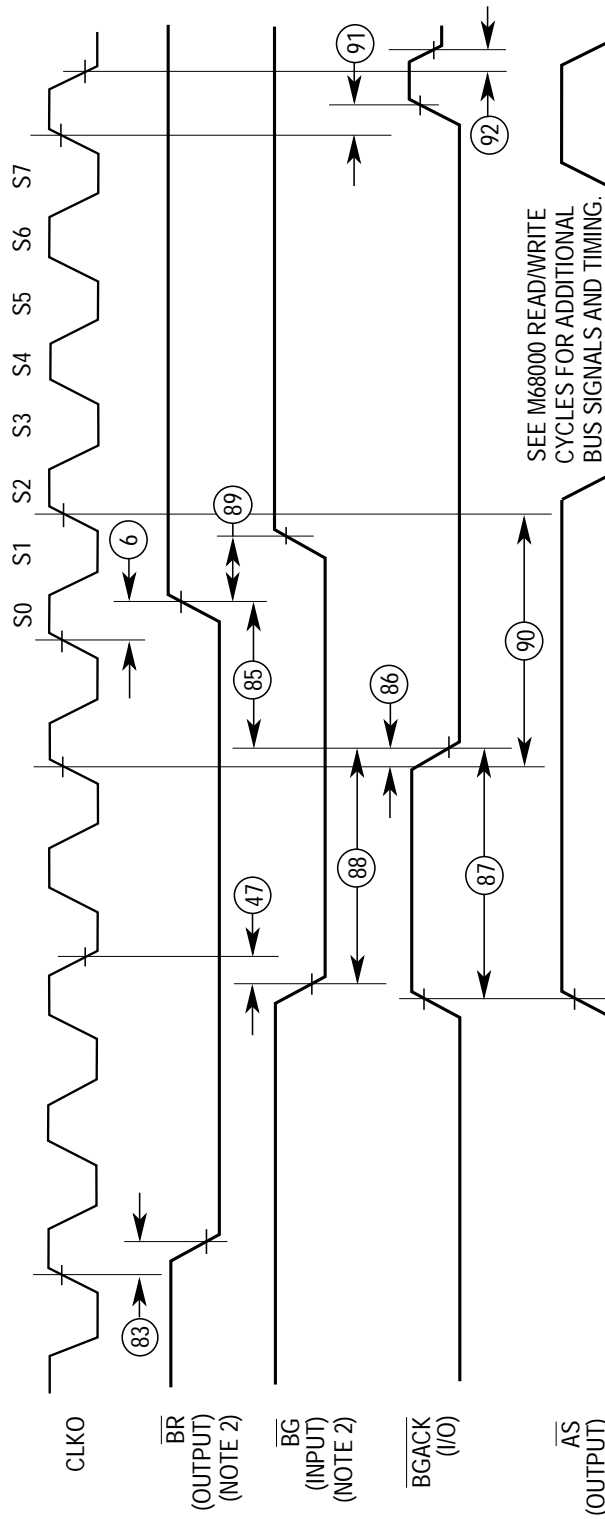 S0 S1 S2 S3 S4 S5 S6 S7
CLKO
83
6
BR
(OUTPUT)
(NOTE 2)
47
85
89
BG
(INPUT)
(NOTE 2)
88
86
91
BGACK
(I/O)
87
90
92
AS
(OUTPUT)
SEE M68000 READ/WRITE
CYCLES FOR ADDITIONAL
BUS SIGNALS AND TIMING.